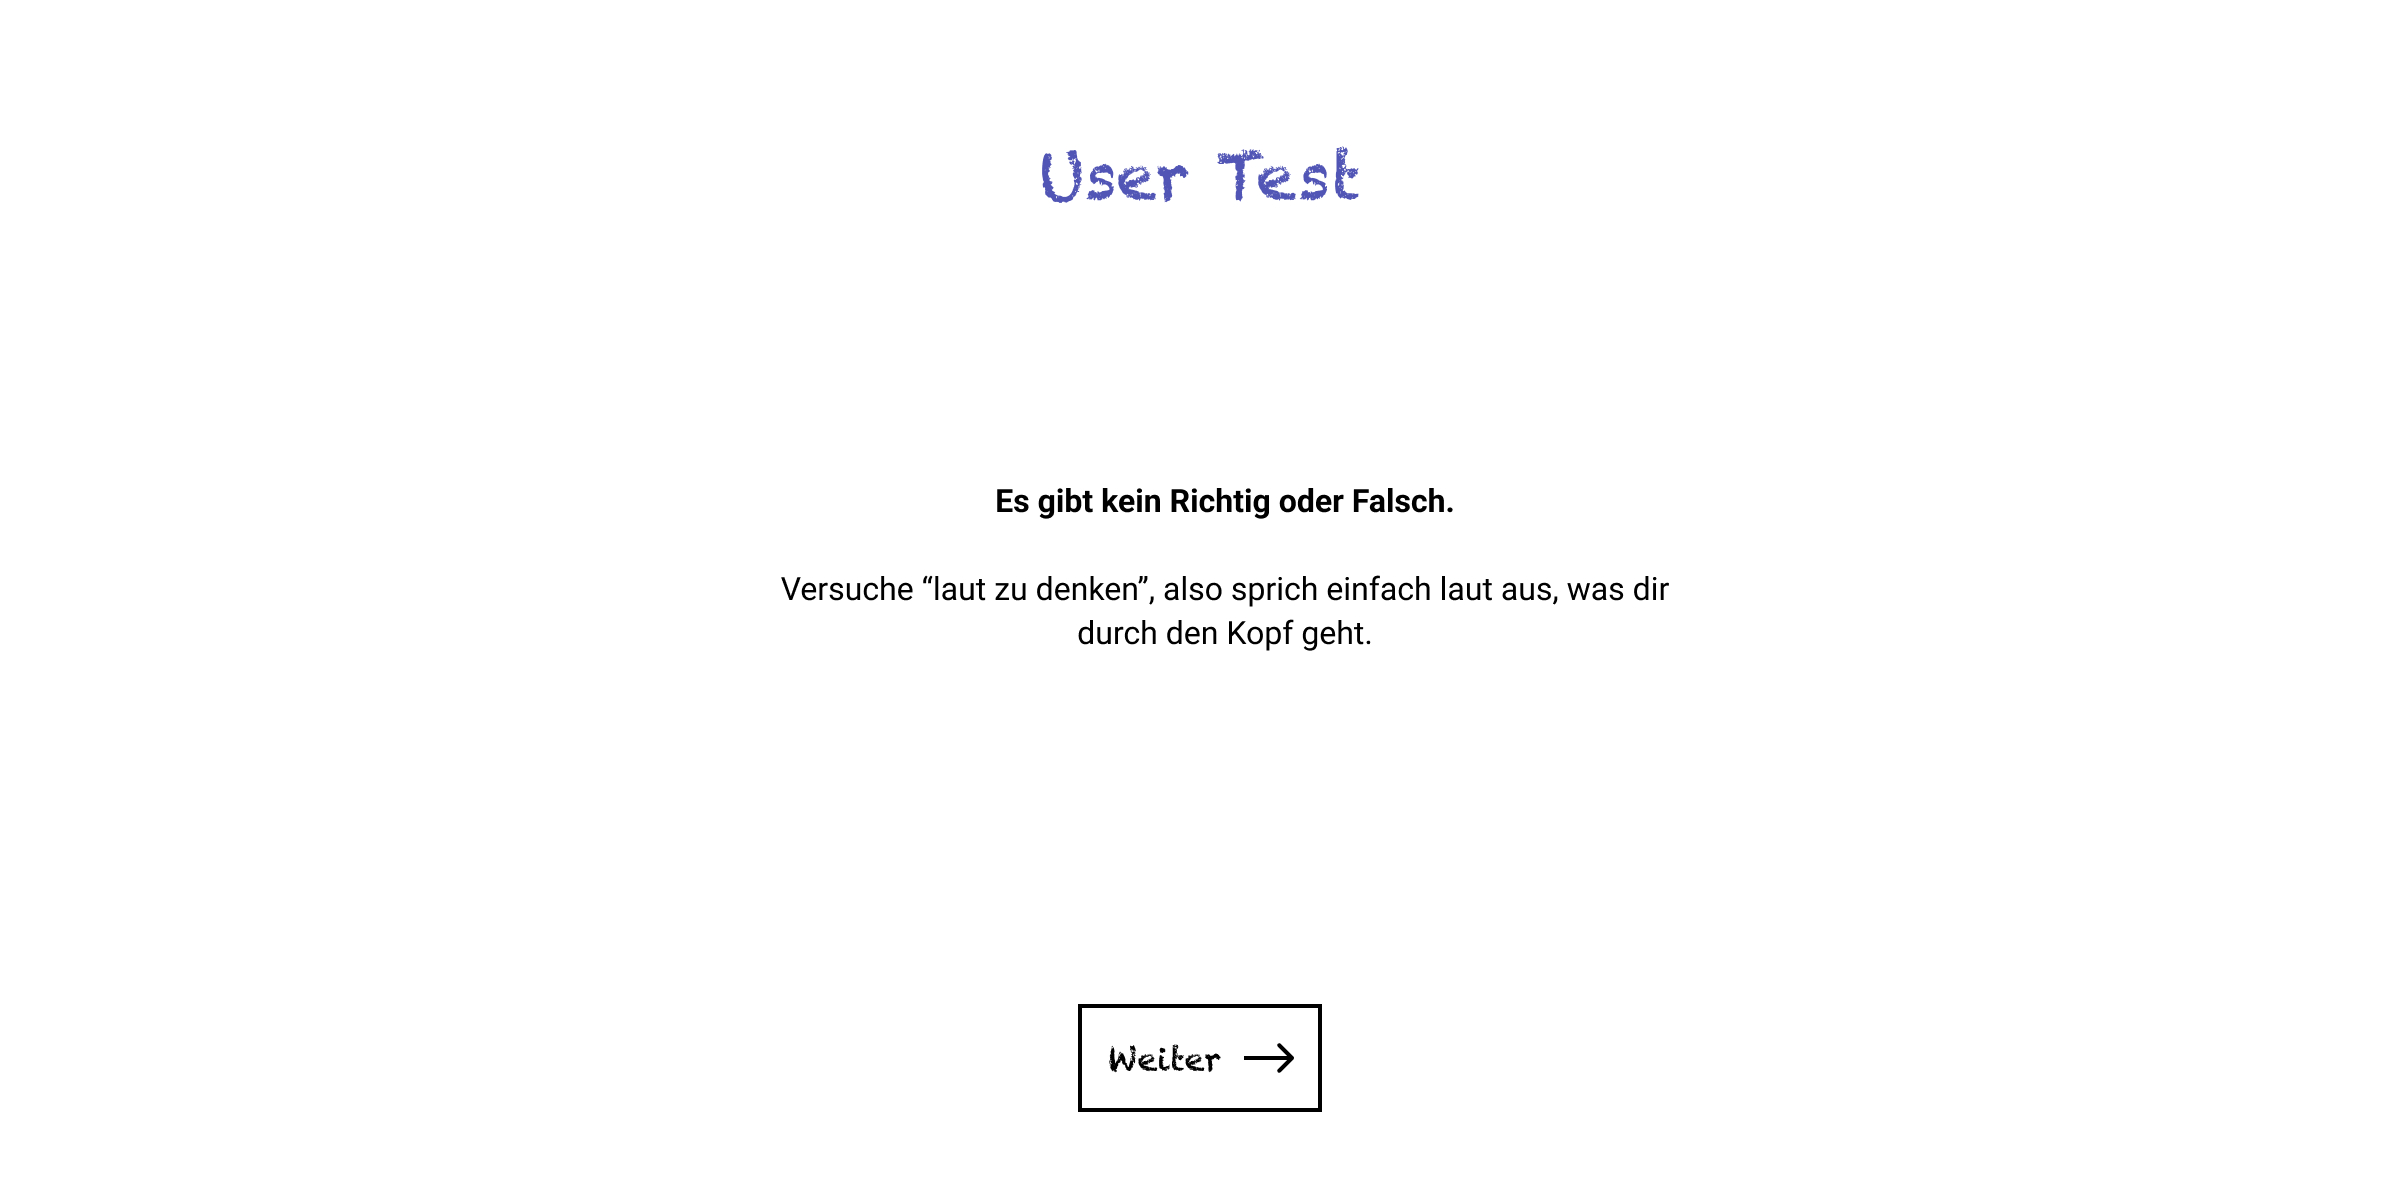 User Test
Es gibt kein Richtig oder Falsch.
Versuche “laut zu denken”, also sprich einfach laut aus, was dir
durch den Kopf geht.
Weiter